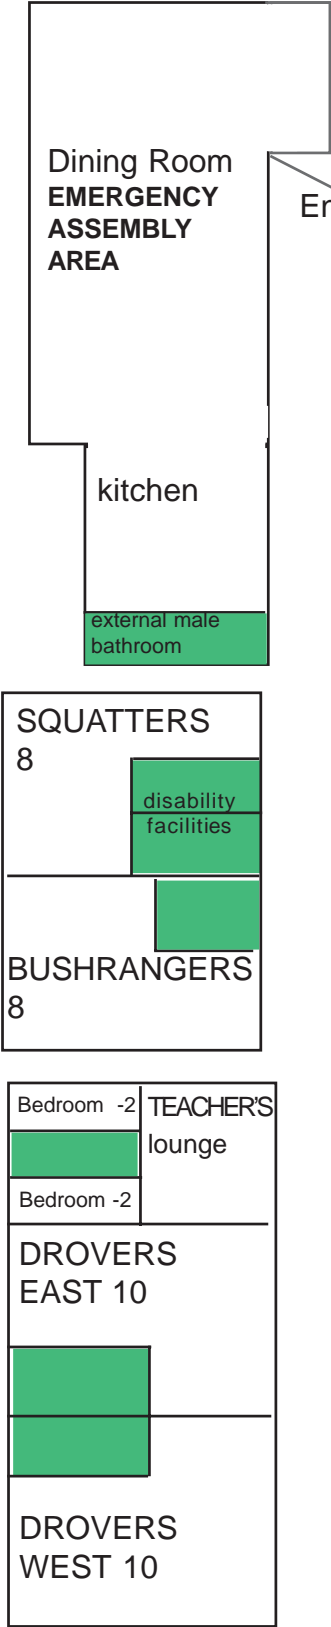 Dining Room
EMERGENCY
ASSEMBLY
AREA
kitchen
external male
bathroom
SQUATTERS
8
disability
facilities
BUSHRANGERS
8
Bedroom -2
TEACHER'S
lounge
Bedroom -2
DROVERS
EAST 10
DROVERS
WEST 10